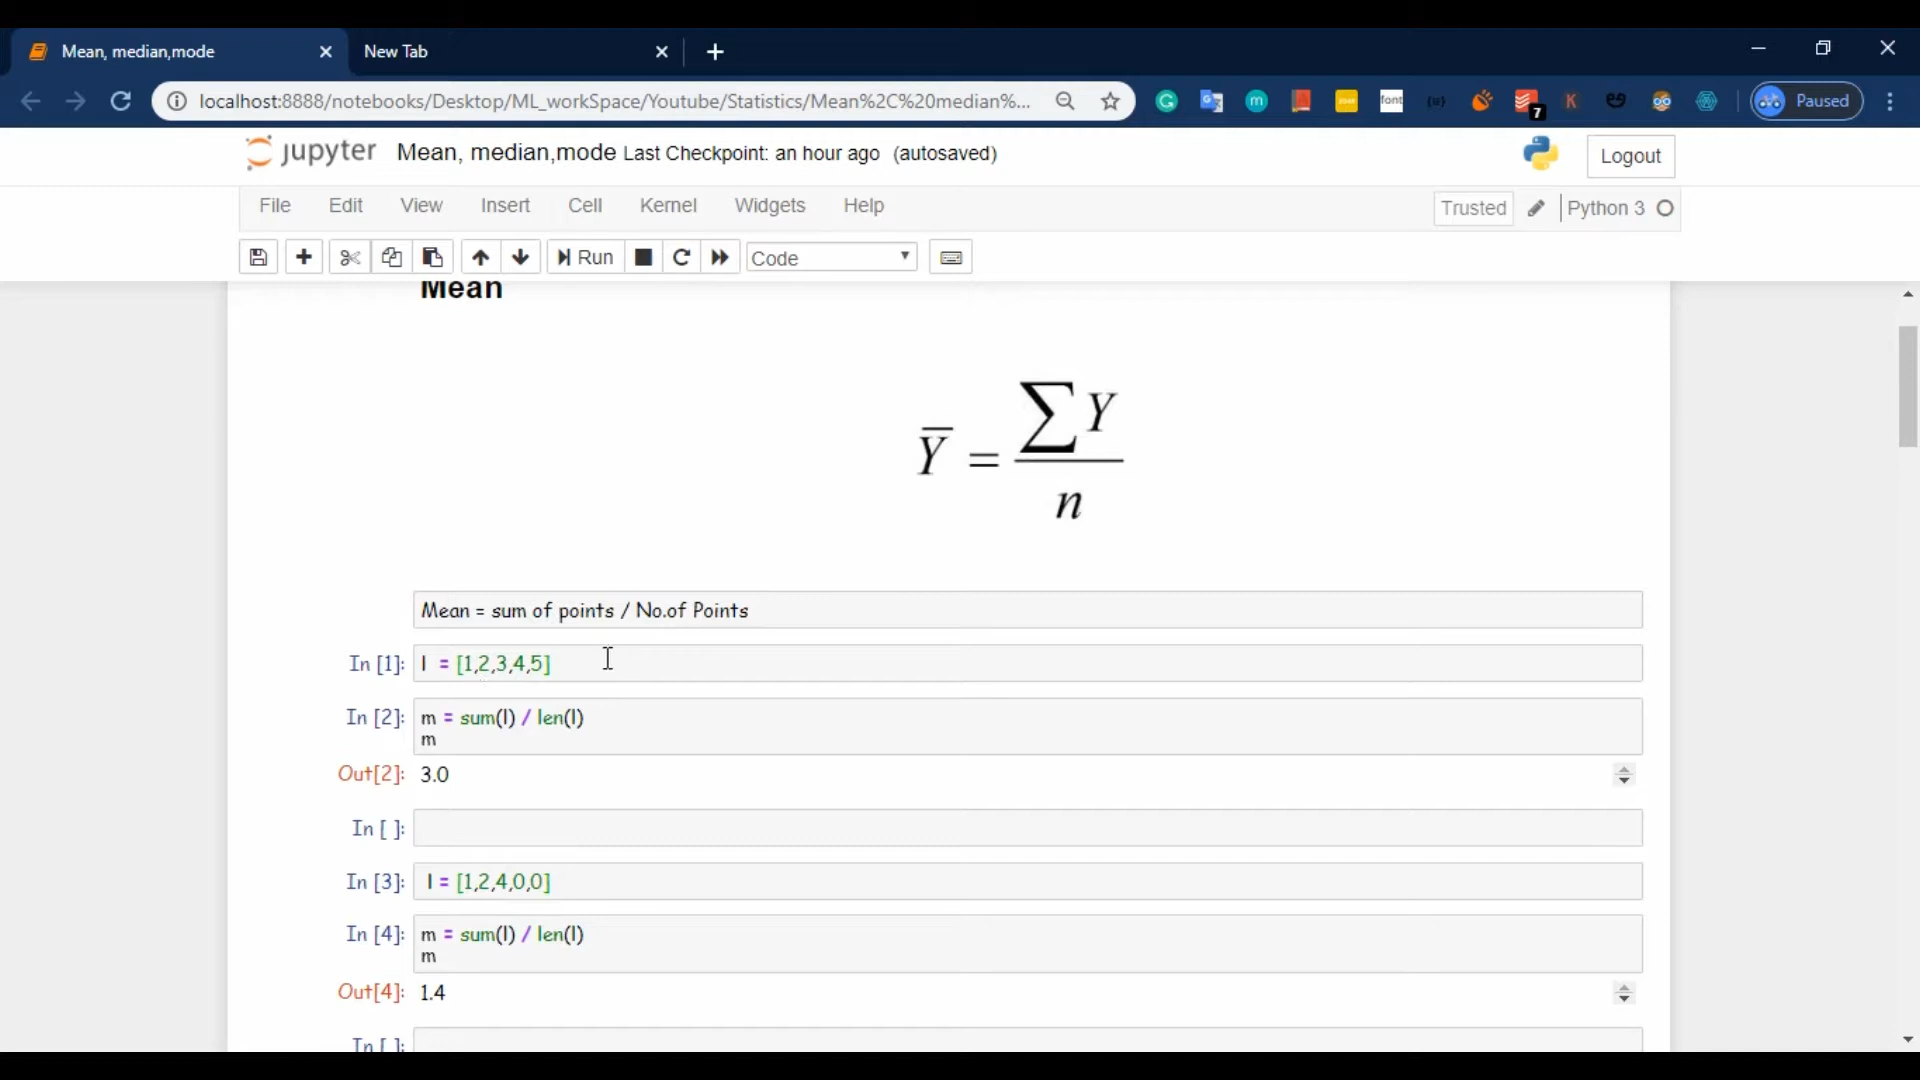 Mean, median,mode
New Tab
localhost:8888/notebooks/Desktop/ML_workSpace/Youtube/Statistics/Mean%2C%20median%...
font
7
K
Paused
jupyter
Mean, median,mode Last Checkpoint: an hour ago (autosaved)
Logout
File Edit View Insert Cell Kernel Widgets Help
Trusted
Python 3
Run
Code
Mean
Ȳ = ∑Y / n
Mean = sum of points / No.of Points
In [1]: l = [1,2,3,4,5]
In [2]: m = sum(l) / len(l)
m
Out[2]: 3.0
In [ ]:
In [3]: l = [1,2,4,0,0]
In [4]: m = sum(l) / len(l)
m
Out[4]: 1.4
In [ ]: